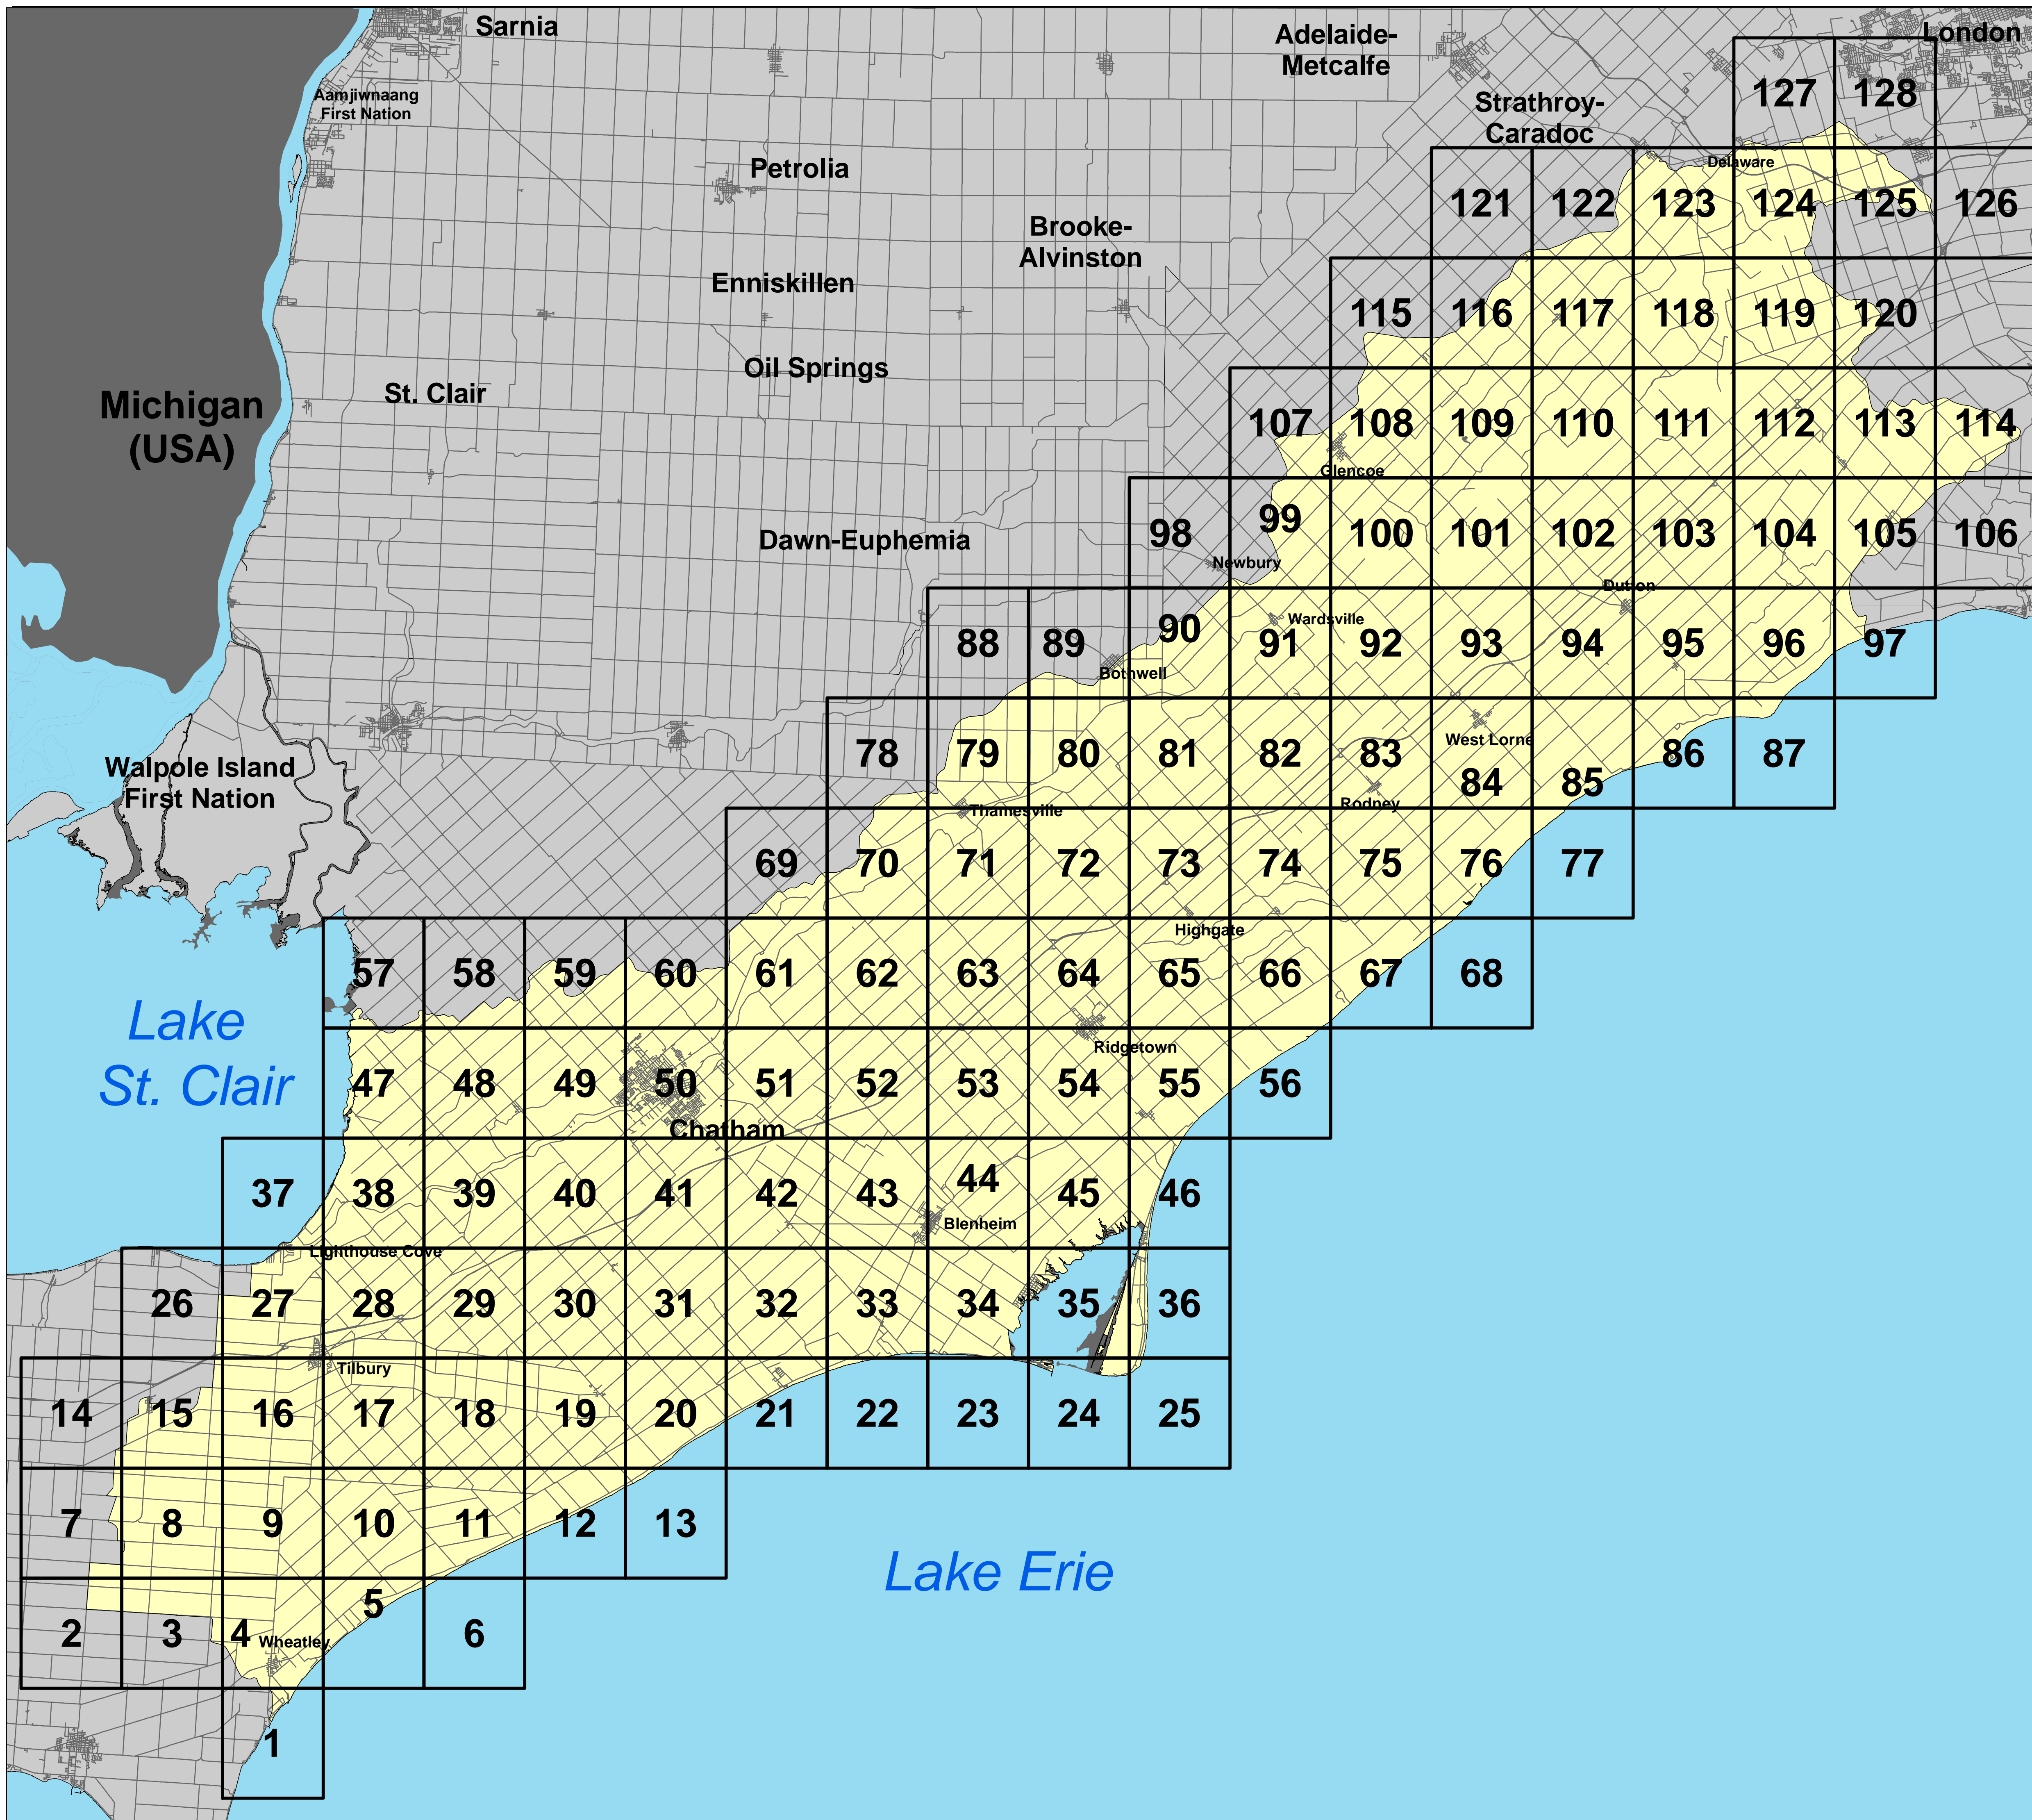 Sarnia
Adelaide-
Metcalfe
London
Aamjiwnaang
First Nation
127 128
Strathroy-
Caradoc
Petrolia
Delaware
121 122 123 124 125 126
Brooke-
Alvinston
Enniskillen
115 116 117 118 119 120
Oil Springs
St. Clair
Michigan
(USA)
107 108 109 110 111 112 113 114
Glencoe
98 99 100 101 102 103 104 105 106
Dawn-Euphemia
Newbury
Dutton
Wardsville
88 89 90 91 92 93 94 95 96 97
Bothwell
West Lorne
78 79 80 81 82 83 84 85 86 87
Walpole Island
First Nation
Rodney
Thamesville
69 70 71 72 73 74 75 76 77
Highgate
57 58 59 60 61 62 63 64 65 66 67 68
Lake
St. Clair
Ridgetown
47 48 49 50 51 52 53 54 55 56
Chatham
37 38 39 40 41 42 43 44 45 46
Blenheim
Lighthouse Cove
26 27 28 29 30 31 32 33 34 35 36
Tilbury
14 15 16 17 18 19 20 21 22 23 24 25
7 8 9 10 11 12 13
Lake Erie
2 3 4 5 6
Wheatley
1